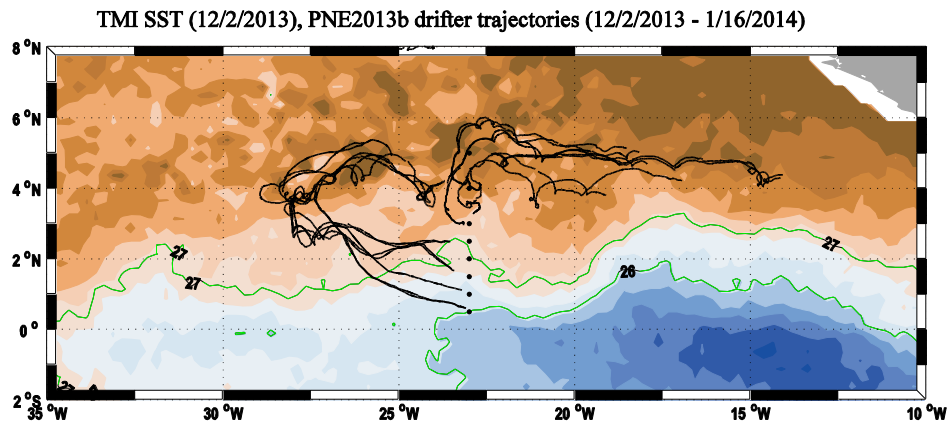 TMI SST (12/2/2013), PNE2013b drifter trajectories (12/2/2013 - 1/16/2014)
8°N
6°N
4°N
27
27
27
26
2°N
0°
27
2°S
35°W 30°W 25°W 20°W 15°W 10°W